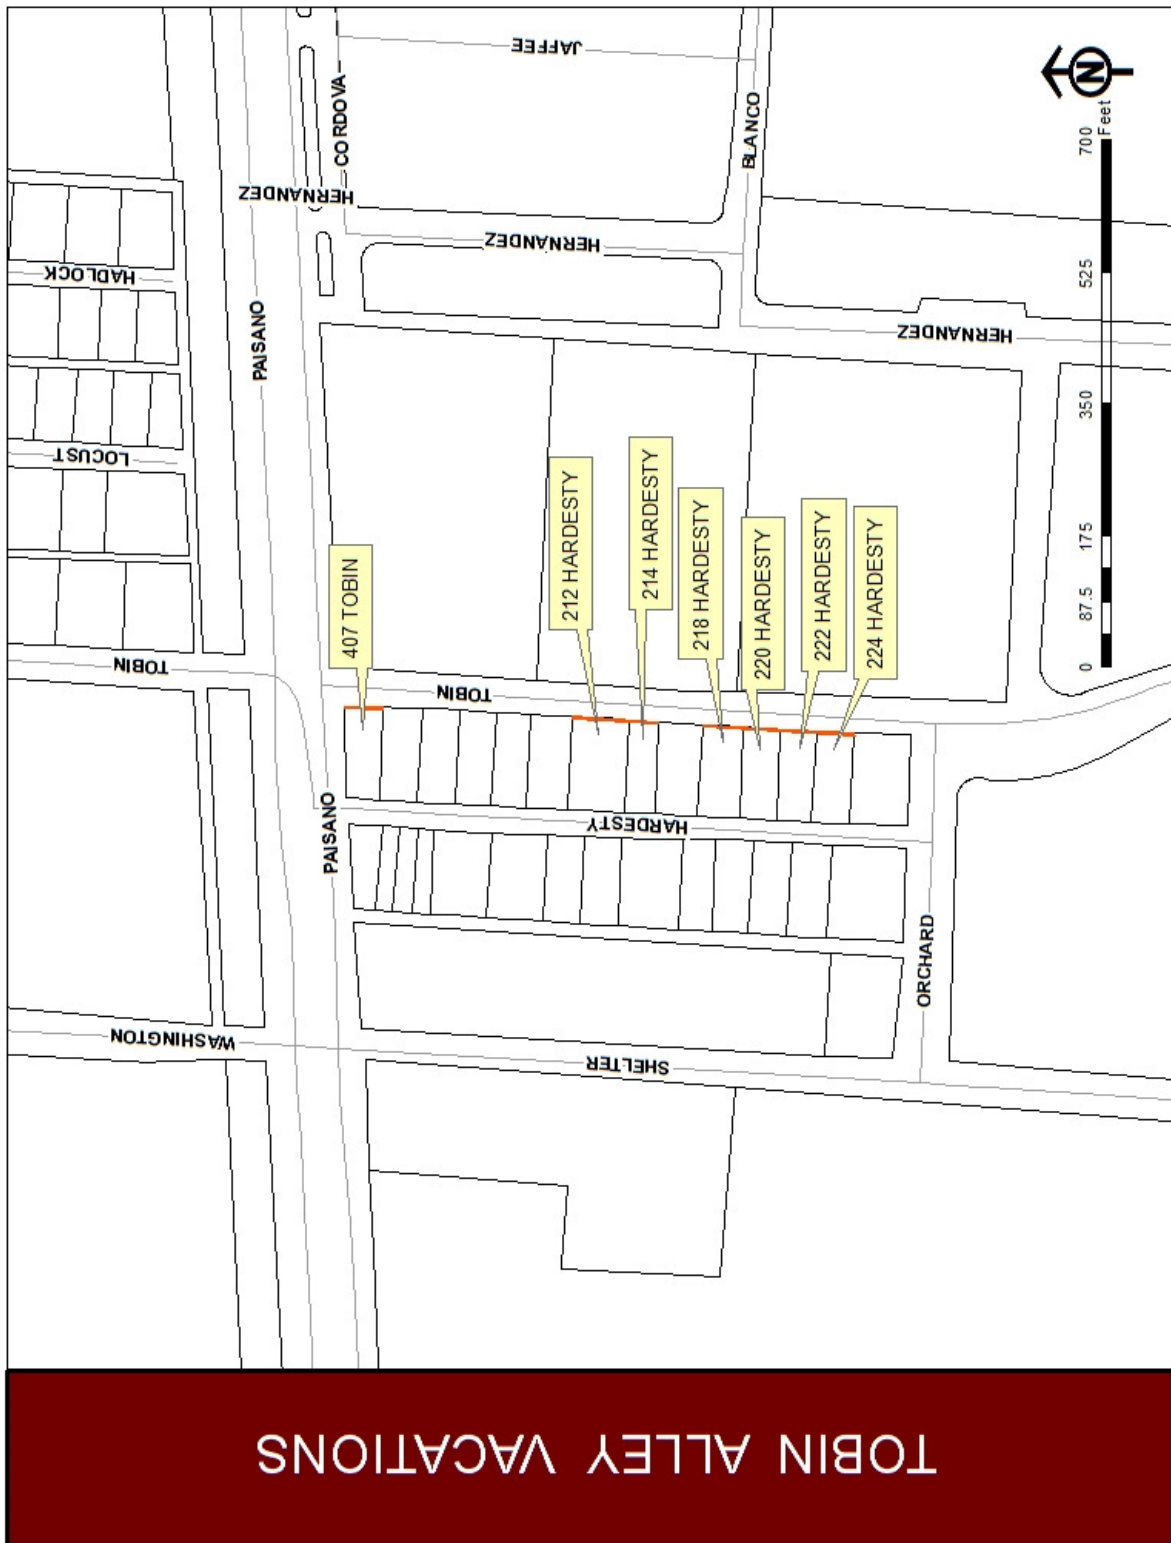 TOBIN ALLEY VACATIONS
WASHINGTON
TOBIN
LOCUST
HADLOCK
PAISANO
PAISANO
HERNANDEZ
CORDOVA
JAFFEE
407 TOBIN
TOBIN
HERNANDEZ
212 HARDESTY
214 HARDESTY
218 HARDESTY
220 HARDESTY
222 HARDESTY
224 HARDESTY
HARDESTY
SHELTER
BLANCO
HERNANDEZ
ORCHARD
0 87.5 175 350 525 700
Feet
N